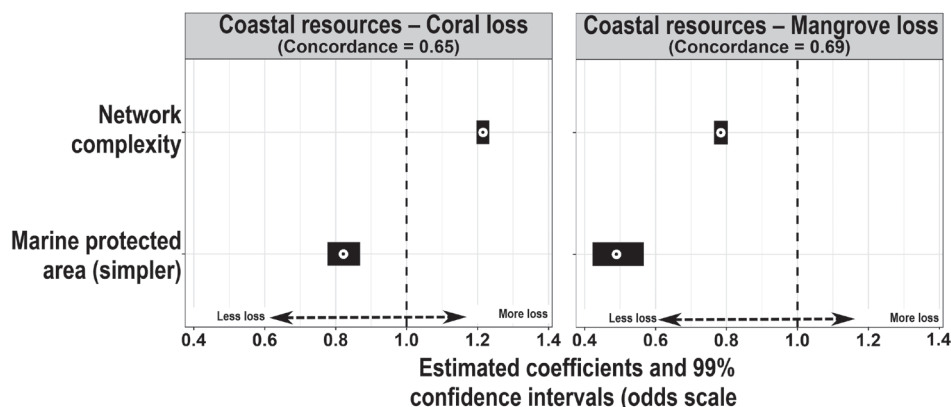 Coastal resources – Coral loss
(Concordance = 0.65)
Coastal resources – Mangrove loss
(Concordance = 0.69)
Network
complexity
Marine protected
area (simpler)
Less loss
More loss
Less loss
More loss
0.4 0.6 0.8 1.0 1.2 1.4
0.4 0.6 0.8 1.0 1.2 1.4
Estimated coefficients and 99%
confidence intervals (odds scale